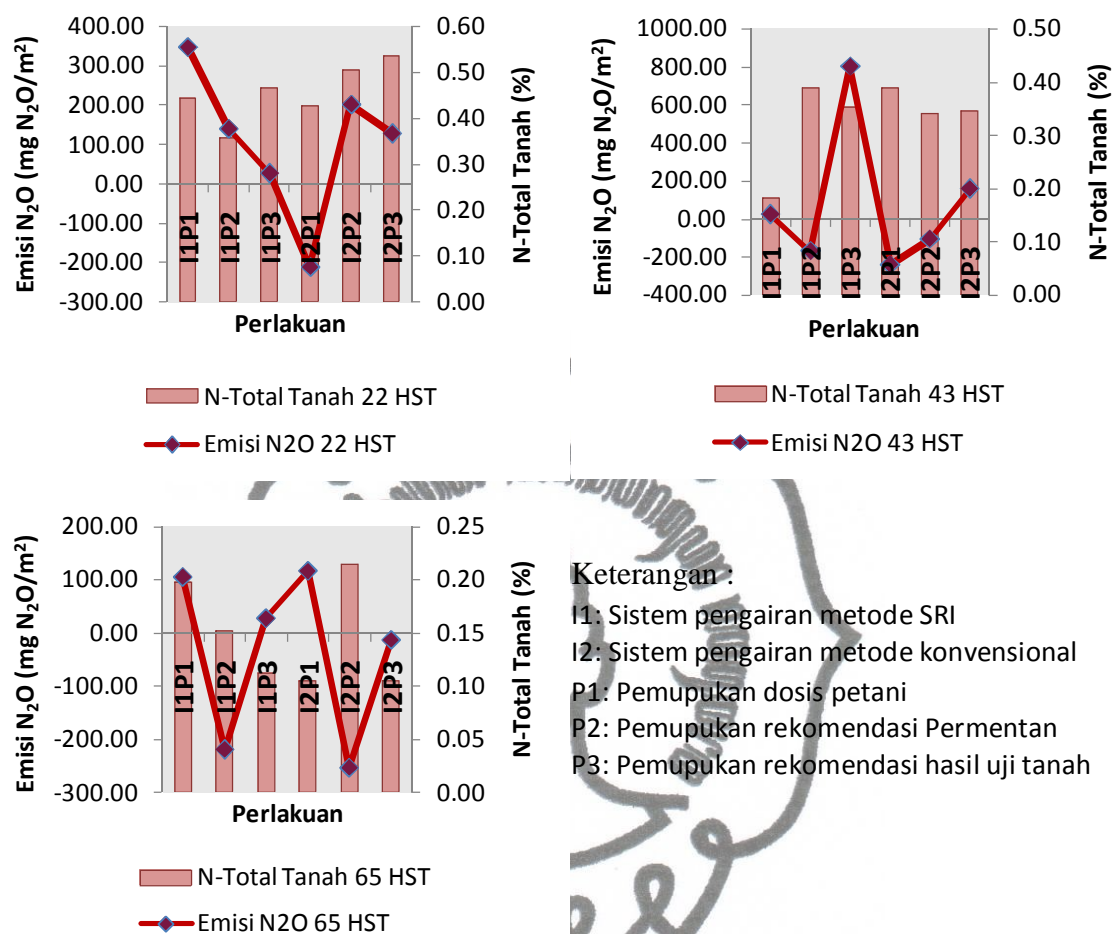 400.00
300.00
200.00
100.00
0.00
-100.00
-200.00
-300.00
Emisi N₂O (mg N₂O/m²)
0.60
0.50
0.40
0.30
0.20
0.10
0.00
N-Total Tanah (%)
I1P1
I1P2
I1P3
I2P1
I2P2
I2P3
Perlakuan
N-Total Tanah 22 HST
Emisi N2O 22 HST
1000.00
800.00
600.00
400.00
200.00
0.00
-200.00
-400.00
Emisi N₂O (mg N₂O/m²)
0.50
0.40
0.30
0.20
0.10
0.00
N-Total Tanah (%)
I1P1
I1P2
I1P3
I2P1
I2P2
I2P3
Perlakuan
N-Total Tanah 43 HST
Emisi N2O 43 HST
200.00
100.00
0.00
-100.00
-200.00
-300.00
Emisi N₂O (mg N₂O/m²)
0.25
0.20
0.15
0.10
0.05
0.00
N-Total Tanah (%)
I1P1
I1P2
I1P3
I2P1
I2P2
I2P3
Perlakuan
N-Total Tanah 65 HST
Emisi N2O 65 HST
Keterangan :
I1: Sistem pengairan metode SRI
I2: Sistem pengairan metode konvensional
P1: Pemupukan dosis petani
P2: Pemupukan rekomendasi Permentan
P3: Pemupukan rekomendasi hasil uji tanah